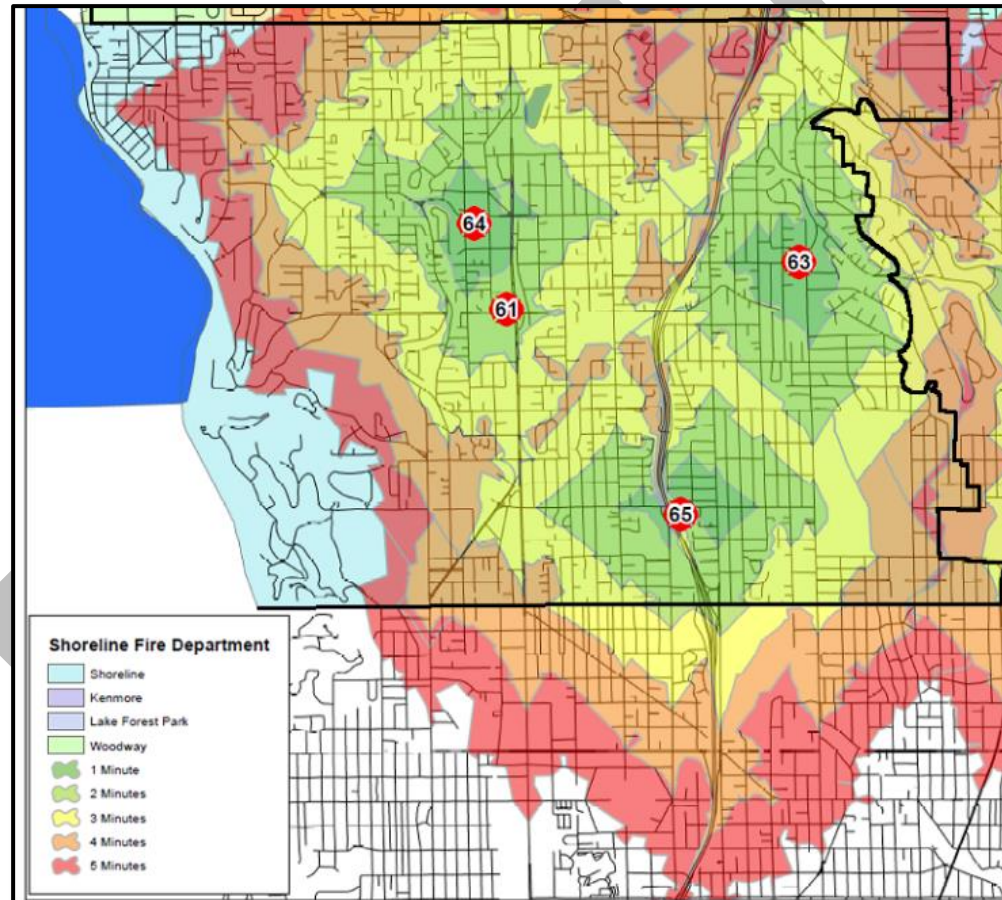 64
63
61
65
Shoreline Fire Department
Shoreline
Kenmore
Lake Forest Park
Woodway
1 Minute
2 Minutes
3 Minutes
4 Minutes
5 Minutes